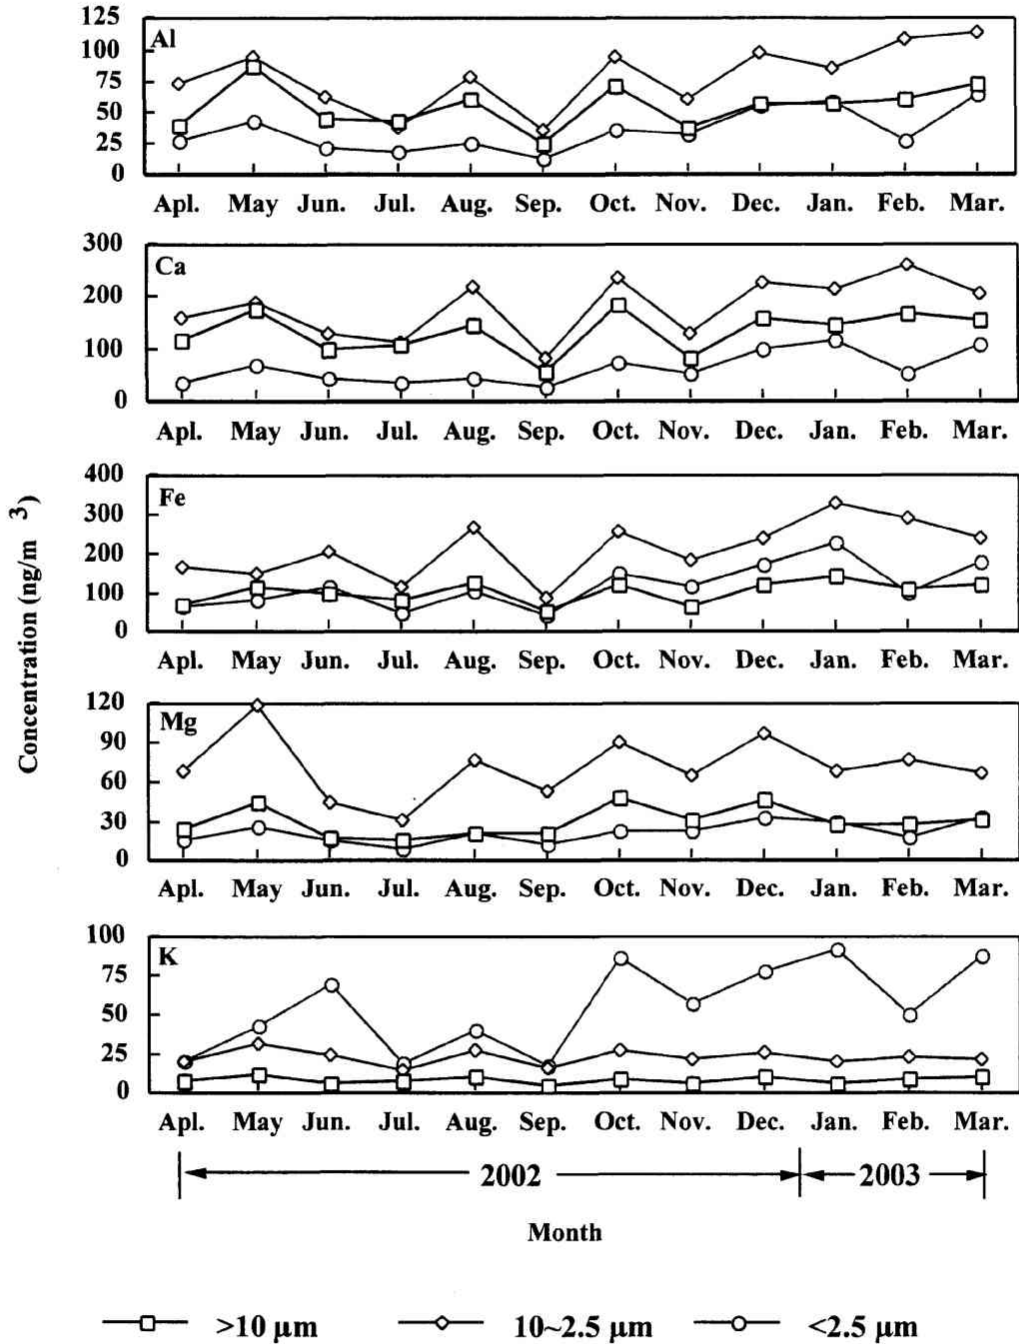 125
Al
100
75
50
25
0
Apl. May Jun. Jul. Aug. Sep. Oct. Nov. Dec. Jan. Feb. Mar.
300
Ca
200
100
0
Apl. May Jun. Jul. Aug. Sep. Oct. Nov. Dec. Jan. Feb. Mar.
400
Fe
300
200
100
0
Apl. May Jun. Jul. Aug. Sep. Oct. Nov. Dec. Jan. Feb. Mar.
Concentration (ng/m 3)
120
Mg
90
60
30
0
Apl. May Jun. Jul. Aug. Sep. Oct. Nov. Dec. Jan. Feb. Mar.
100
K
75
50
25
0
Apl. May Jun. Jul. Aug. Sep. Oct. Nov. Dec. Jan. Feb. Mar.
2002 2003
Month
>10 μm 10~2.5 μm <2.5 μm